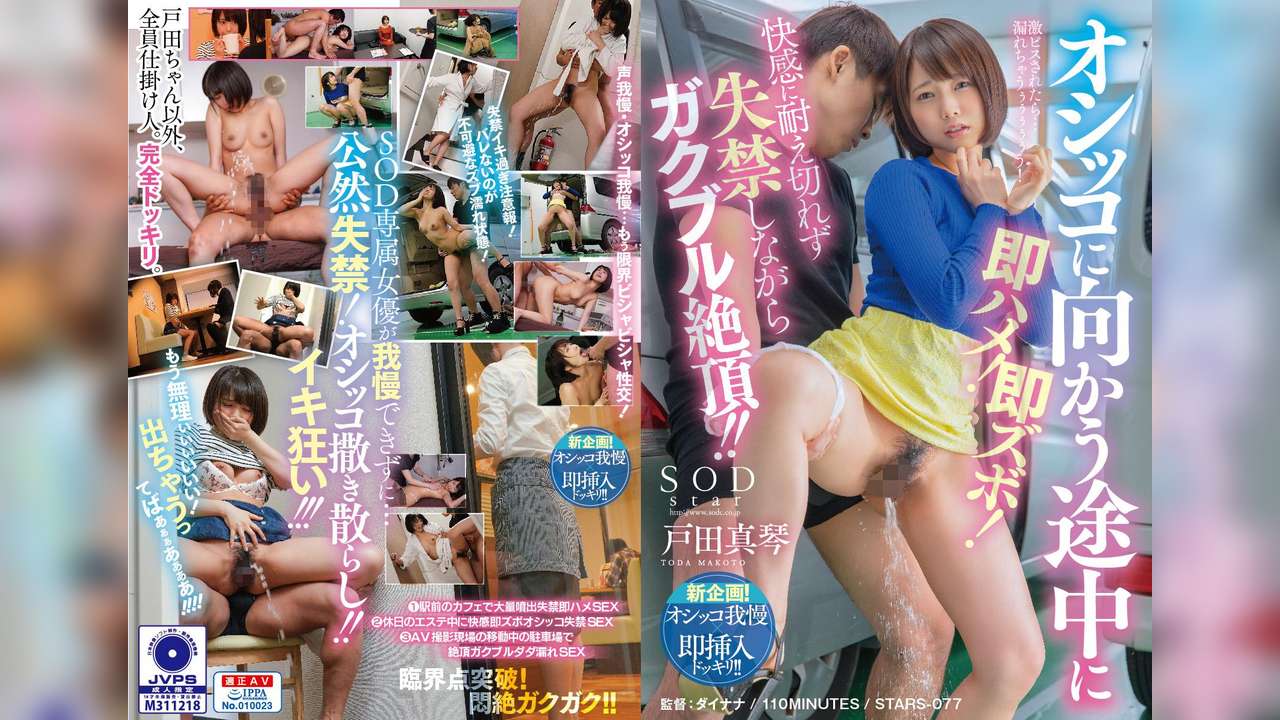 戸田ちゃん以外、
全員仕掛け人。
完全ドッキリ。
声我慢・オシッコ我慢…もう限界ビシャビシャ性交！
失禁イキ過ぎ注意報！
バレないのが
不可避なズブ濡れ状態！
SOD専属女優が我慢できずに…
公然失禁！オシッコ撒き散らし!!
イキ狂い!!!
もう無理ぃぃぃぃぃぃ！
出ちゃうっ
てばぁぁぁあぁぁぁ!!!!
新企画!
オシッコ我慢
×
即挿入
ドッキリ!!
①駅前のカフェで大量噴出失禁即ハメSEX
②休日のエステ中に快感即ズボオシッコ失禁SEX
③AV撮影現場の移動中の駐車場で
絶頂ガクブルダダ漏れSEX
臨界点突破！
悶絶ガクガク!!
JVPS
成人指定
M311218
適正AV
IPPA
No.010023
オシッコに向かう途中に
即ハメ即ズボ！
激ピスされたらっ
快感に耐え切れず
失禁しながら
ガクブル絶頂!!
SOD
star
http://www.sodc.co.jp
戸田真琴
TODA MAKOTO
新企画!
オシッコ我慢
×
即挿入
ドッキリ!!
監督：ダイナナ / 110MINUTES / STARS-077